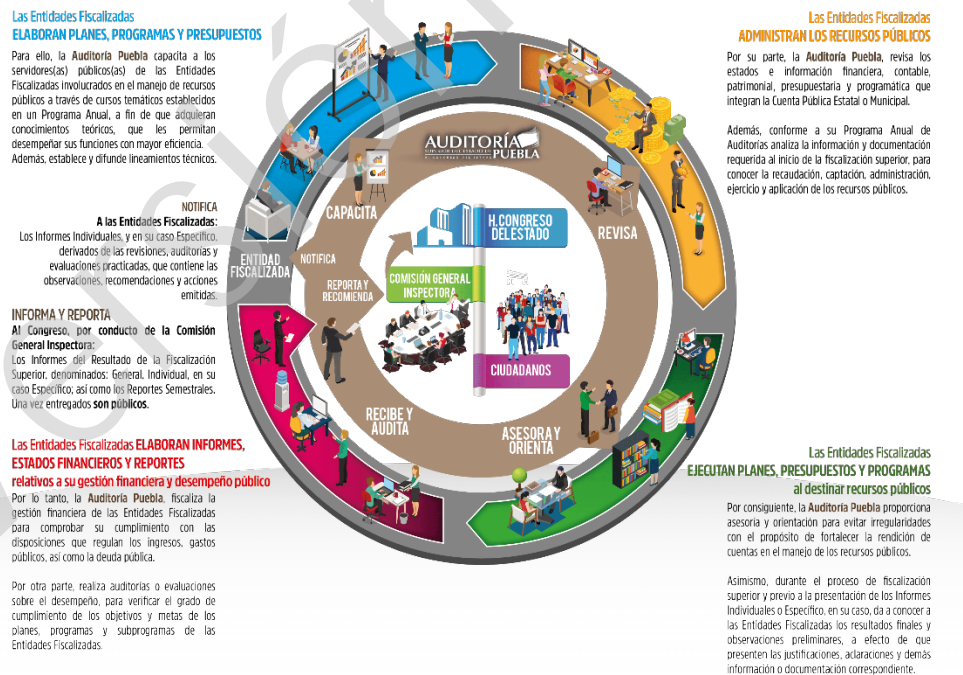 Las Entidades Fiscalizadas
ELABORAN PLANES, PROGRAMAS Y PRESUPUESTOS
Para ello, la Auditoría Puebla capacita a los
servidores(as) públicos(as) de las Entidades
Fiscalizadas involucrados en el manejo de recursos
públicos a través de cursos temáticos establecidos
en un Programa Anual, a fin de que adquieran
conocimientos teóricos, que les permitan
desempeñar sus funciones con mayor eficiencia.
Además, establece y difunde lineamientos técnicos.
NOTIFICA
A las Entidades Fiscalizadas:
Los Informes Individuales, y en su caso Específico,
derivados de las revisiones, auditorías y
evaluaciones practicadas, que contiene las
observaciones, recomendaciones y acciones
emitidas.
INFORMA Y REPORTA
Al Congreso, por conducto de la Comisión
General Inspectora:
Los Informes del Resultado de la Fiscalización
Superior, denominados: General, Individual, en su
caso Específico; así como los Reportes Semestrales.
Una vez entregados son públicos.
Las Entidades Fiscalizadas ELABORAN INFORMES,
ESTADOS FINANCIEROS Y REPORTES
relativos a su gestión financiera y desempeño público
Por lo tanto, la Auditoría Puebla, fiscaliza la
gestión financiera de las Entidades Fiscalizadas
para comprobar su cumplimiento con las
disposiciones que regulan los ingresos, gastos
públicos, así como la deuda pública.
Por otra parte, realiza auditorías o evaluaciones
sobre el desempeño, para verificar el grado de
cumplimiento de los objetivos y metas de los
planes, programas y subprogramas de las
Entidades Fiscalizadas.
AUDITORÍA
PUEBLA
CAPACITA
REVISA
H. CONGRESO
DEL ESTADO
ENTIDAD
FISCALIZADA
NOTIFICA
REPORTA Y
RECOMIENDA
COMISIÓN GENERAL
INSPECTORA
CIUDADANOS
RECIBE Y
AUDITA
ASESORA Y
ORIENTA
Las Entidades Fiscalizadas
ADMINISTRAN LOS RECURSOS PÚBLICOS
Por su parte, la Auditoría Puebla, revisa los
estados e información financiera, contable,
patrimonial, presupuestaria y programática que
integran la Cuenta Pública Estatal o Municipal.
Además, conforme a su Programa Anual de
Auditorías analiza la información y documentación
requerida al inicio de la fiscalización superior, para
conocer la recaudación, captación, administración,
ejercicio y aplicación de los recursos públicos.
Las Entidades Fiscalizadas
EJECUTAN PLANES, PRESUPUESTOS Y PROGRAMAS
al destinar recursos públicos
Por consiguiente, la Auditoría Puebla proporciona
asesoría y orientación para evitar irregularidades
con el propósito de fortalecer la rendición de
cuentas en el manejo de los recursos públicos.
Asimismo, durante el proceso de fiscalización
superior y previo a la presentación de los Informes
Individuales o Específico, en su caso, da a conocer a
las Entidades Fiscalizadas los resultados finales y
observaciones preliminares, a efecto de que
presenten las justificaciones, aclaraciones y demás
información o documentación correspondiente.